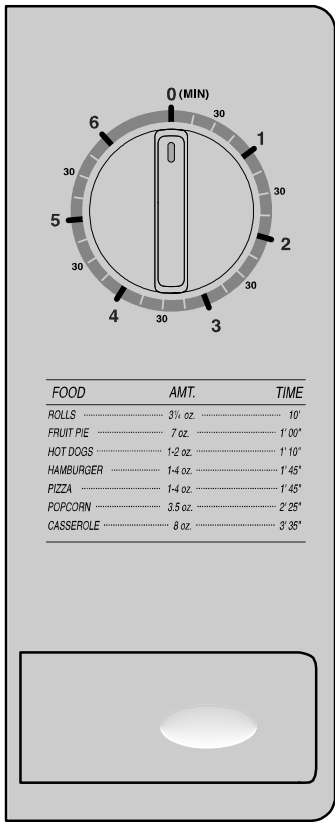 0 (MIN)
30
1
30
2
30
3
30
4
30
5
30
6
FOOD AMT. TIME
ROLLS 3¼ oz. 10'
FRUIT PIE 7 oz. 1' 00"
HOT DOGS 1-2 oz. 1' 10"
HAMBURGER 1-4 oz. 1' 45"
PIZZA 1-4 oz. 1' 45"
POPCORN 3.5 oz. 2' 25"
CASSEROLE 8 oz. 3' 35"